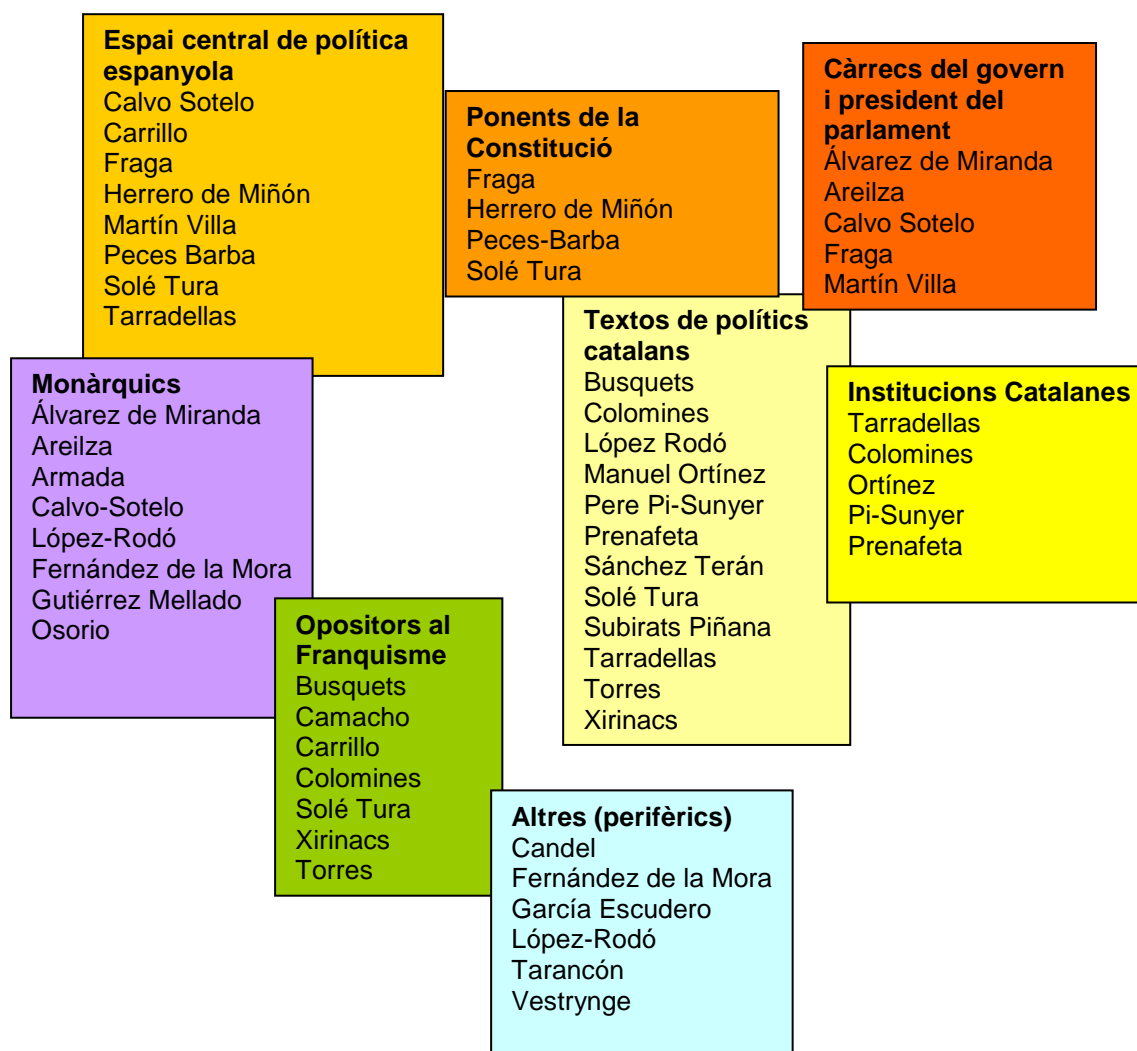 Espai central de política
espanyola
Calvo Sotelo
Carrillo
Fraga
Herrero de Miñón
Martín Villa
Peces Barba
Solé Tura
Tarradellas
Ponents de la
Constitució
Fraga
Herrero de Miñón
Peces-Barba
Solé Tura
Càrrecs del govern
i president del
parlament
Álvarez de Miranda
Areilza
Calvo Sotelo
Fraga
Martín Villa
Monàrquics
Álvarez de Miranda
Areilza
Armada
Calvo-Sotelo
López-Rodó
Fernández de la Mora
Gutiérrez Mellado
Osorio
Textos de polítics
catalans
Busquets
Colomines
López Rodó
Manuel Ortínez
Pere Pi-Sunyer
Prenafeta
Sánchez Terán
Solé Tura
Subirats Piñana
Tarradellas
Torres
Xirinacs
Institucions Catalanes
Tarradellas
Colomines
Ortínez
Pi-Sunyer
Prenafeta
Opositors al
Franquisme
Busquets
Camacho
Carrillo
Colomines
Solé Tura
Xirinacs
Torres
Altres (perifèrics)
Candel
Fernández de la Mora
García Escudero
López-Rodó
Tarancón
Vestrynge